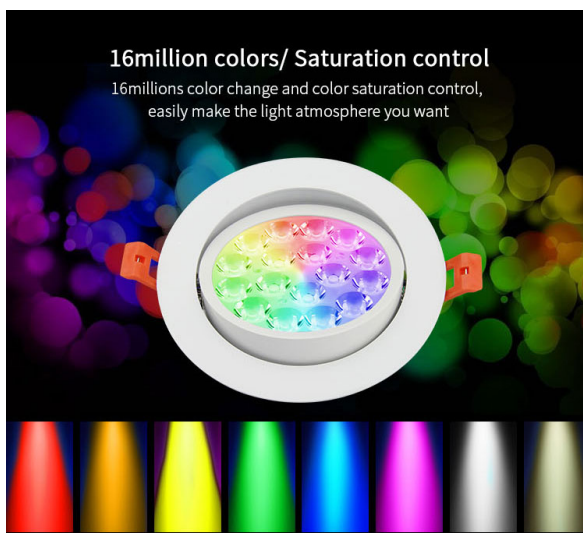 16million colors/ Saturation control
16millions color change and color saturation control,
easily make the light atmosphere you want